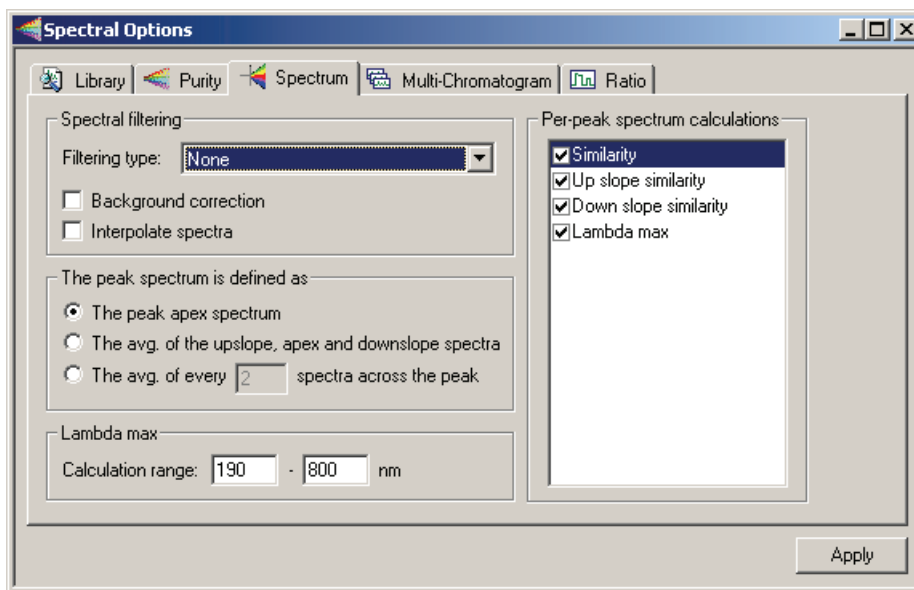 Spectral Options
Library Purity Spectrum Multi-Chromatogram Ratio
Spectral filtering
Filtering type: None
Background correction
Interpolate spectra
The peak spectrum is defined as
The peak apex spectrum
The avg. of the upslope, apex and downslope spectra
The avg. of every 2 spectra across the peak
Lambda max
Calculation range: 190 - 800 nm
Per-peak spectrum calculations
Similarity
Up slope similarity
Down slope similarity
Lambda max
Apply